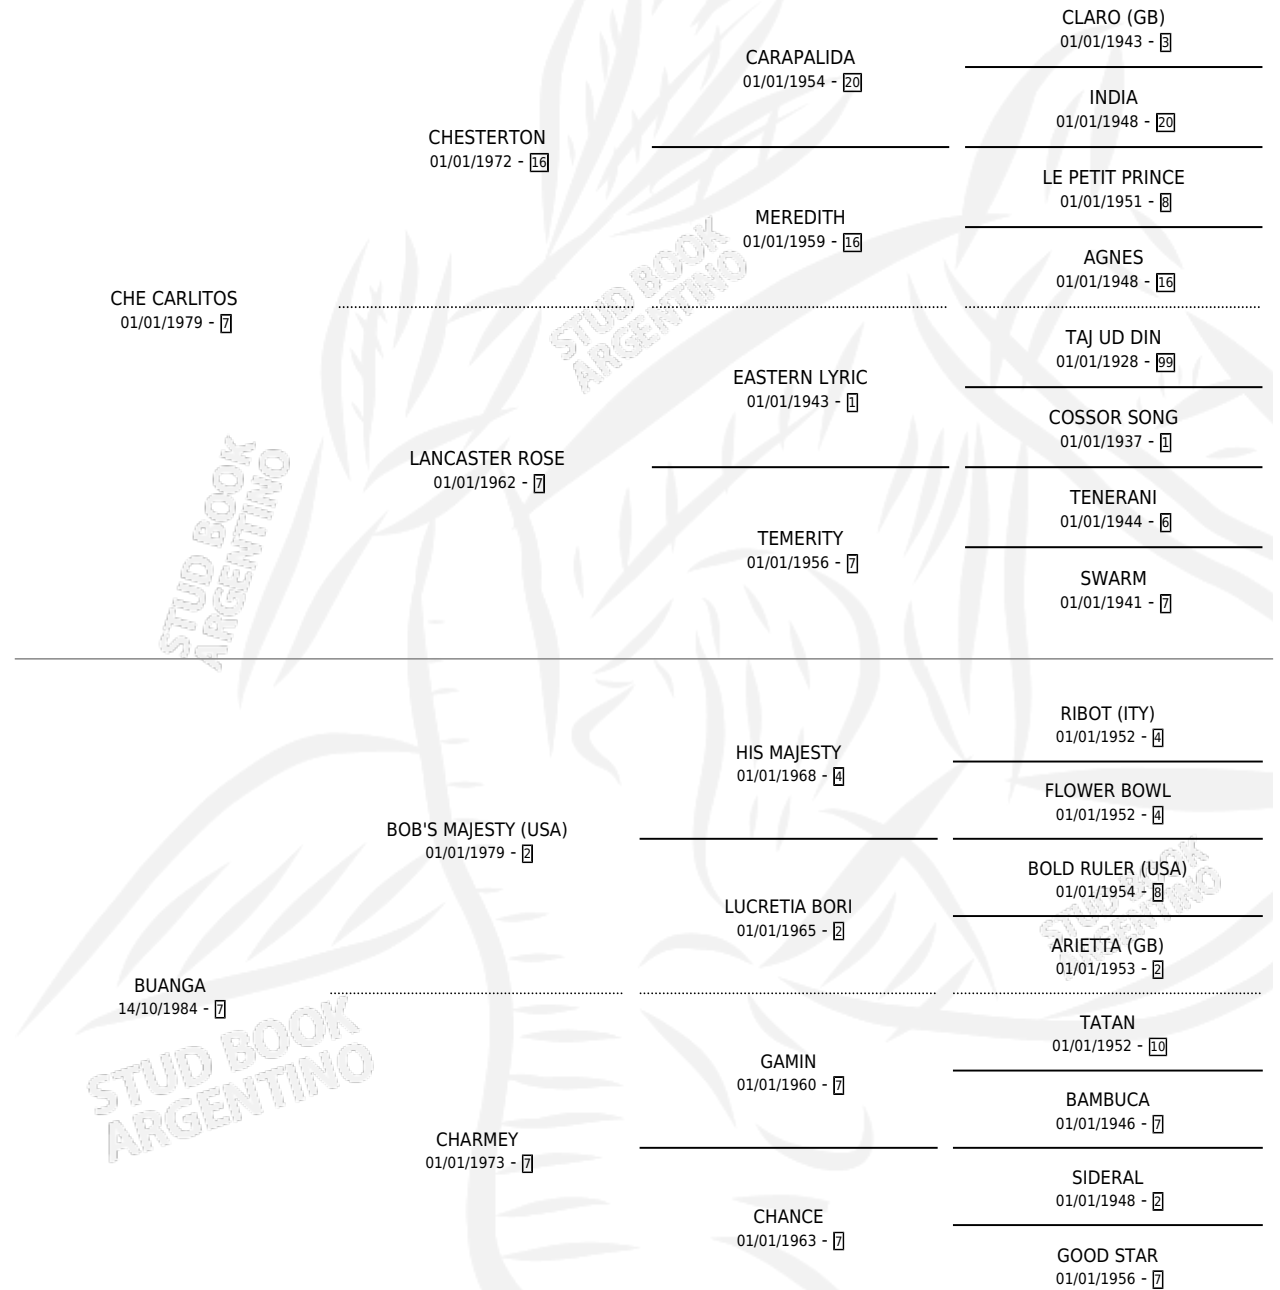 CLARO (GB)
01/01/1943 - 3
CARAPALIDA
01/01/1954 - 20
INDIA
01/01/1948 - 20
CHESTERTON
01/01/1972 - 16
LE PETIT PRINCE
01/01/1951 - 8
MEREDITH
01/01/1959 - 16
AGNES
01/01/1948 - 16
CHE CARLITOS
01/01/1979 - 7
TAJ UD DIN
01/01/1928 - 99
EASTERN LYRIC
01/01/1943 - 1
COSSOR SONG
01/01/1937 - 1
LANCASTER ROSE
01/01/1962 - 7
TENERANI
01/01/1944 - 6
TEMERITY
01/01/1956 - 7
SWARM
01/01/1941 - 7
STUD BOOK
ARGENTINO
STUD BOOK
ARGENTINO
RIBOT (ITY)
01/01/1952 - 4
HIS MAJESTY
01/01/1968 - 4
FLOWER BOWL
01/01/1952 - 4
BOB'S MAJESTY (USA)
01/01/1979 - 2
BOLD RULER (USA)
01/01/1954 - 8
LUCRETIA BORI
01/01/1965 - 2
ARIETTA (GB)
01/01/1953 - 2
STUD BOOK
ARGENTINO
BUANGA
14/10/1984 - 7
TATAN
01/01/1952 - 10
GAMIN
01/01/1960 - 7
BAMBUCA
01/01/1946 - 7
STUD BOOK
ARGENTINO
CHARMEY
01/01/1973 - 7
SIDERAL
01/01/1948 - 2
CHANCE
01/01/1963 - 7
GOOD STAR
01/01/1956 - 7